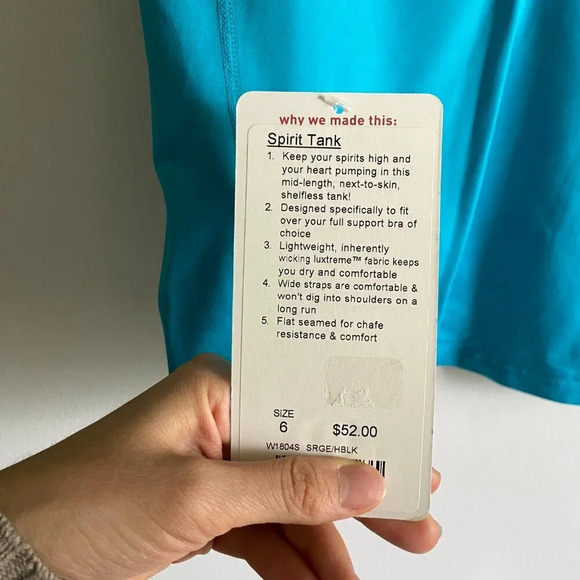 why we made this:
Spirit Tank
1. Keep your spirits high and
your heart pumping in this
mid-length, next-to-skin,
shelfless tank!
2. Designed specifically to fit
over your full support bra of
choice
3. Lightweight, inherently
wicking luxtreme™ fabric keeps
you dry and comfortable
4. Wide straps are comfortable &
won't dig into shoulders on a
long run
5. Flat seamed for chafe
resistance & comfort
SIZE
6 $52.00
W1804S SRGE/HBLK